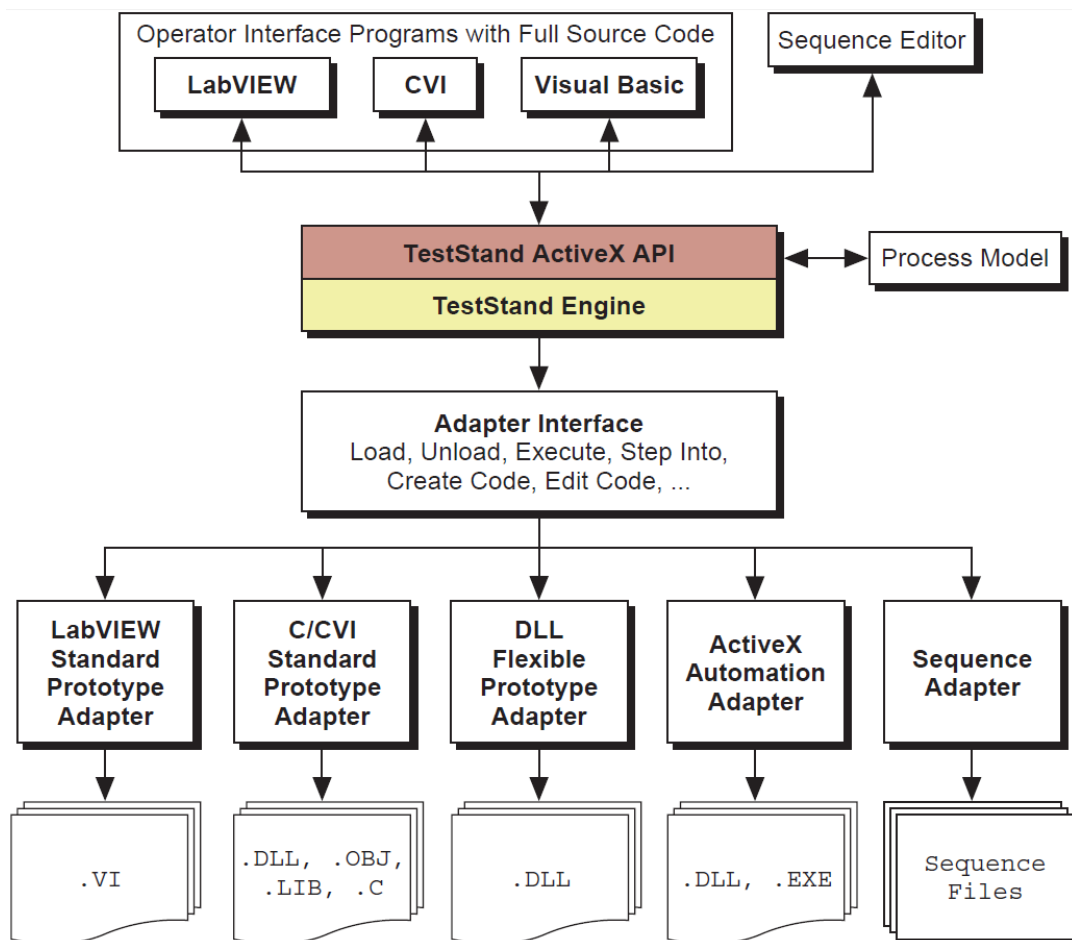 Operator Interface Programs with Full Source Code
Sequence Editor
LabVIEW
CVI
Visual Basic
TestStand ActiveX API
Process Model
TestStand Engine
Adapter Interface
Load, Unload, Execute, Step Into,
Create Code, Edit Code, ...
LabVIEW
Standard
Prototype
Adapter
C/CVI
Standard
Prototype
Adapter
DLL
Flexible
Prototype
Adapter
ActiveX
Automation
Adapter
Sequence
Adapter
.VI
.DLL, .OBJ,
.LIB, .C
.DLL
.DLL, .EXE
Sequence
Files